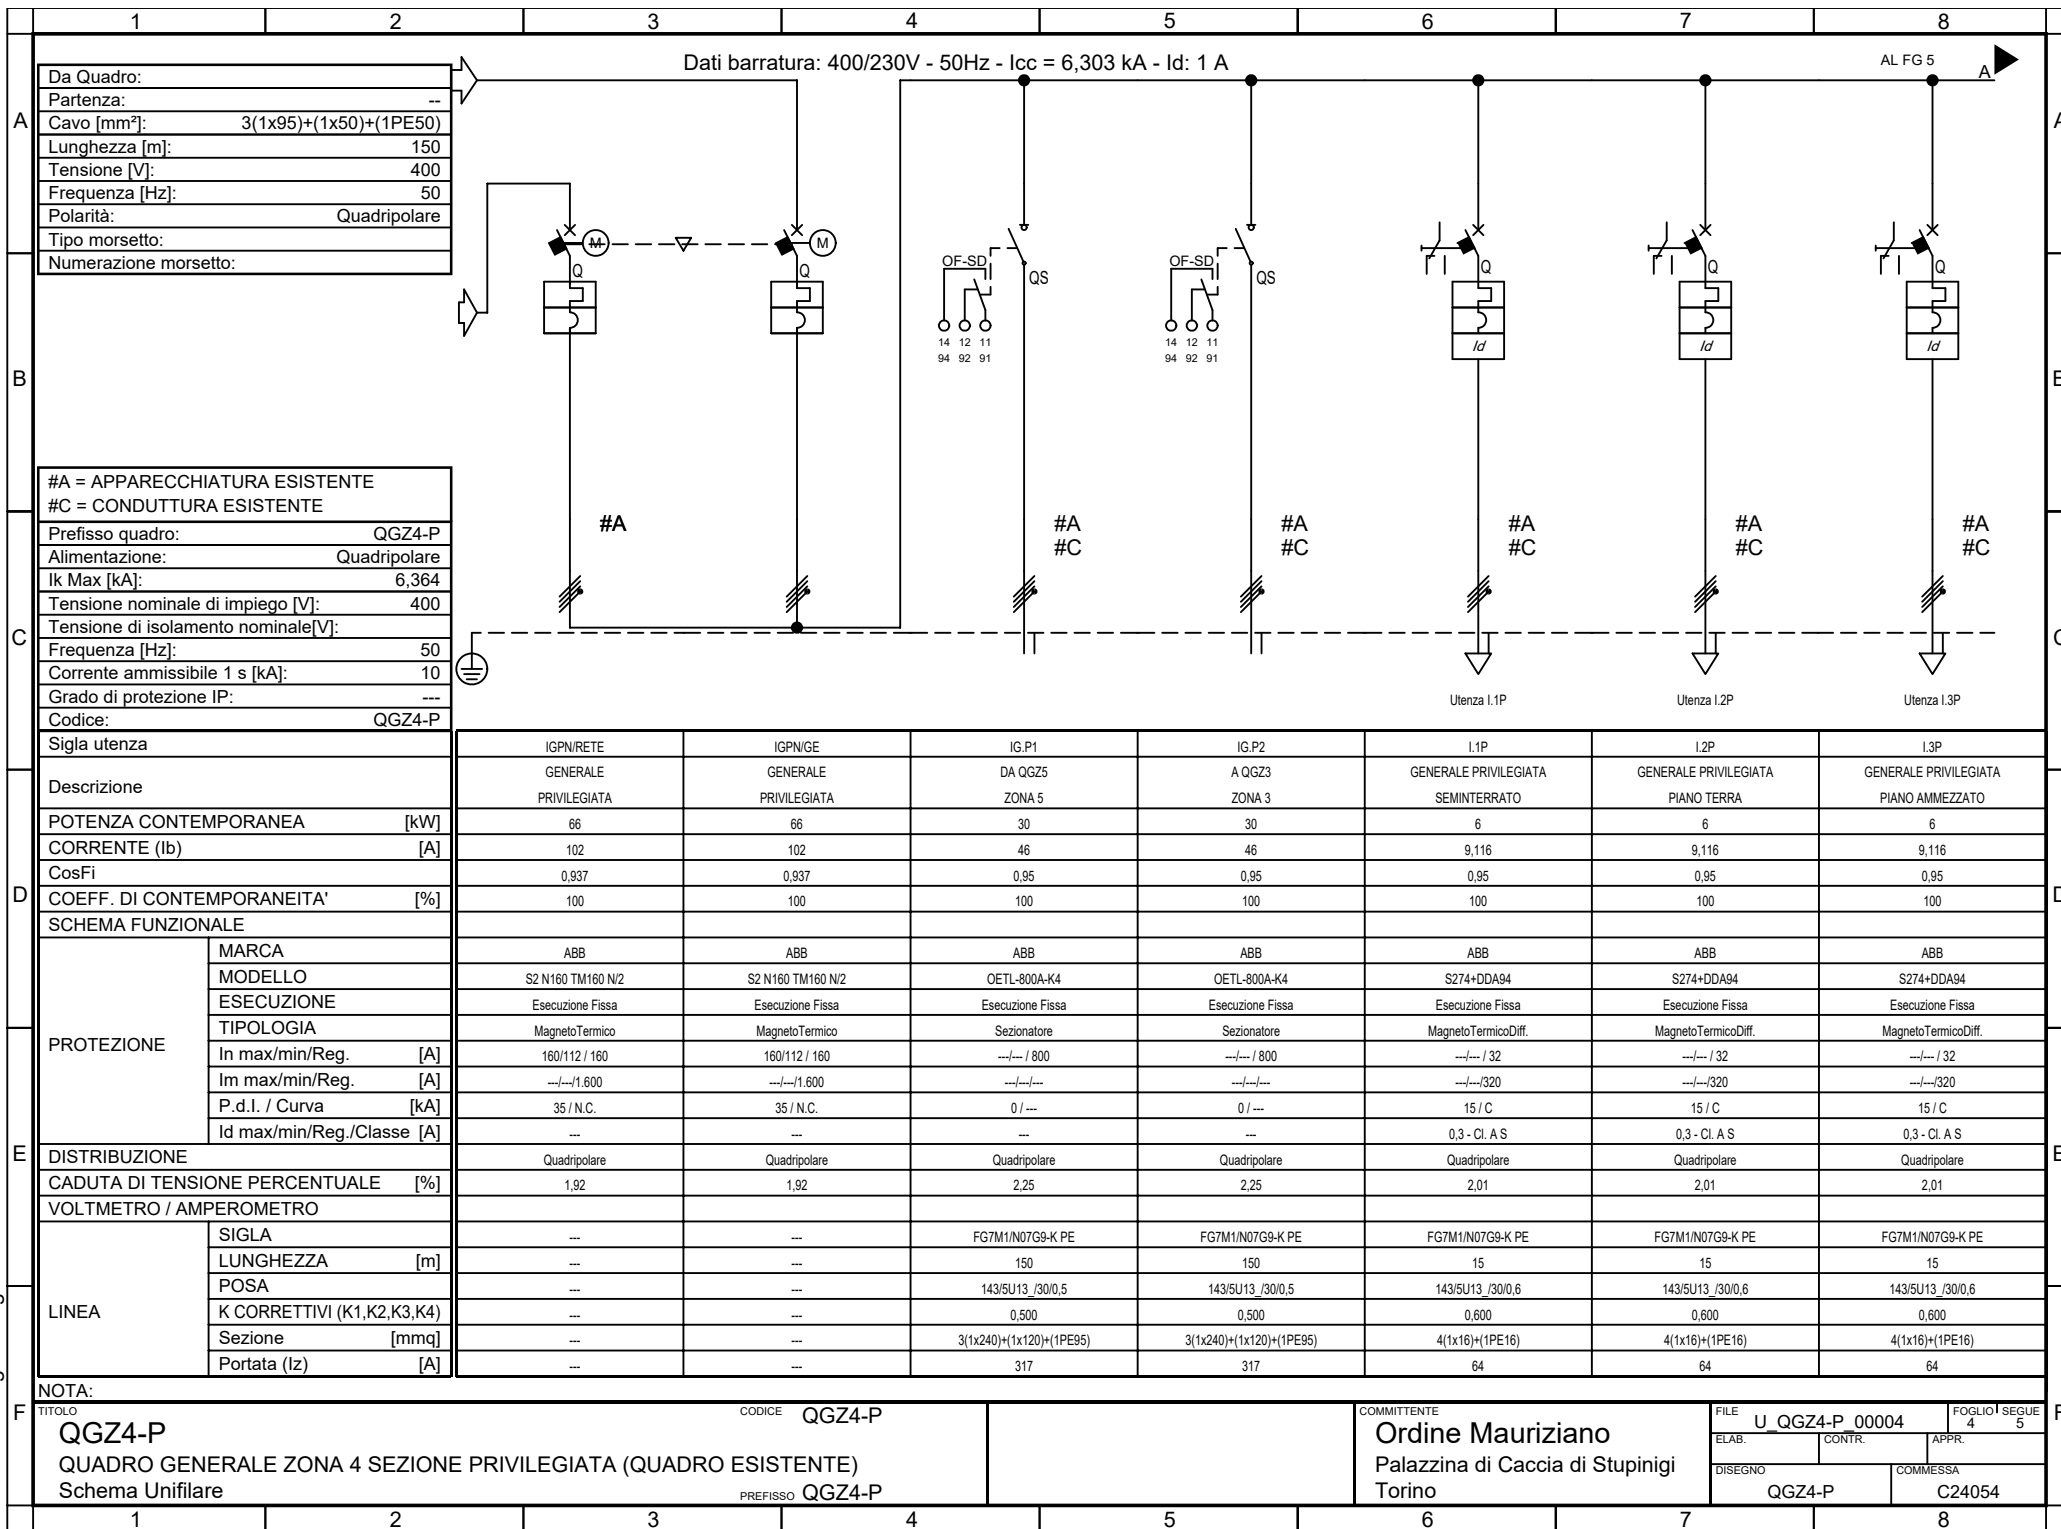 1 2 3 4 5 6 7 8
Dati barratura: 400/230V - 50Hz - Icc = 6,303 kA - Id: 1 A
AL FG 5
A
A
B
C
D
E
F
Da Quadro:
Partenza: --
Cavo [mm²]: 3(1x95)+(1x50)+(1PE50)
Lunghezza [m]: 150
Tensione [V]: 400
Frequenza [Hz]: 50
Polarità: Quadripolare
Tipo morsetto:
Numerazione morsetto:
M M
Q Q OF-SD QS OF-SD QS Q Q Q
14 12 11 14 12 11
94 92 91 94 92 91
Id Id Id
#A = APPARECCHIATURA ESISTENTE
#C = CONDUTTURA ESISTENTE
Prefisso quadro: QGZ4-P
Alimentazione: Quadripolare
Ik Max [kA]: 6,364
Tensione nominale di impiego [V]: 400
Tensione di isolamento nominale[V]:
Frequenza [Hz]: 50
Corrente ammissibile 1 s [kA]: 10
Grado di protezione IP: ---
Codice: QGZ4-P
#A #A #A #A #A #A
#C #C #C #C #C
Utenza I.1P Utenza I.2P Utenza I.3P
Sigla utenza IGPN/RETE IGPN/GE IG.P1 IG.P2 I.1P I.2P I.3P
Descrizione
GENERALE GENERALE DA QGZ5 A QGZ3 GENERALE PRIVILEGIATA GENERALE PRIVILEGIATA GENERALE PRIVILEGIATA
PRIVILEGIATA PRIVILEGIATA ZONA 5 ZONA 3 SEMINTERRATO PIANO TERRA PIANO AMMEZZATO
POTENZA CONTEMPORANEA [kW] 66 66 30 30 6 6 6
CORRENTE (Ib) [A] 102 102 46 46 9,116 9,116 9,116
CosFi 0,937 0,937 0,95 0,95 0,95 0,95 0,95
COEFF. DI CONTEMPORANEITA' [%] 100 100 100 100 100 100 100
SCHEMA FUNZIONALE
PROTEZIONE
MARCA ABB ABB ABB ABB ABB ABB ABB
MODELLO S2 N160 TM160 N/2 S2 N160 TM160 N/2 OETL-800A-K4 OETL-800A-K4 S274+DDA94 S274+DDA94 S274+DDA94
ESECUZIONE Esecuzione Fissa Esecuzione Fissa Esecuzione Fissa Esecuzione Fissa Esecuzione Fissa Esecuzione Fissa Esecuzione Fissa
TIPOLOGIA MagnetoTermico MagnetoTermico Sezionatore Sezionatore MagnetoTermicoDiff. MagnetoTermicoDiff. MagnetoTermicoDiff.
In max/min/Reg. [A] 160/112 / 160 160/112 / 160 ---/--- / 800 ---/--- / 800 ---/--- / 32 ---/--- / 32 ---/--- / 32
Im max/min/Reg. [A] ---/---/1.600 ---/---/1.600 ---/---/--- ---/---/--- ---/---/320 ---/---/320 ---/---/320
P.d.I. / Curva [kA] 35 / N.C. 35 / N.C. 0 / --- 0 / --- 15 / C 15 / C 15 / C
Id max/min/Reg./Classe [A] --- --- --- --- 0,3 - Cl. A S 0,3 - Cl. A S 0,3 - Cl. A S
DISTRIBUZIONE Quadripolare Quadripolare Quadripolare Quadripolare Quadripolare Quadripolare Quadripolare
CADUTA DI TENSIONE PERCENTUALE [%] 1,92 1,92 2,25 2,25 2,01 2,01 2,01
VOLTMETRO / AMPEROMETRO
LINEA
SIGLA --- --- FG7M1/N07G9-K PE FG7M1/N07G9-K PE FG7M1/N07G9-K PE FG7M1/N07G9-K PE FG7M1/N07G9-K PE
LUNGHEZZA [m] --- --- 150 150 15 15 15
POSA --- --- 143/5U13_/30/0,5 143/5U13_/30/0,5 143/5U13_/30/0,6 143/5U13_/30/0,6 143/5U13_/30/0,6
K CORRETTIVI (K1,K2,K3,K4) --- --- 0,500 0,500 0,600 0,600 0,600
Sezione [mmq] --- --- 3(1x240)+(1x120)+(1PE95) 3(1x240)+(1x120)+(1PE95) 4(1x16)+(1PE16) 4(1x16)+(1PE16) 4(1x16)+(1PE16)
Portata (Iz) [A] --- --- 317 317 64 64 64
NOTA:
TITOLO
QGZ4-P
QUADRO GENERALE ZONA 4 SEZIONE PRIVILEGIATA (QUADRO ESISTENTE)
Schema Unifilare
CODICE QGZ4-P
PREFISSO QGZ4-P
COMMITTENTE
Ordine Mauriziano
Palazzina di Caccia di Stupinigi
Torino
FILE U_QGZ4-P_00004
FOGLIO 4
SEGUE 5
ELAB. CONTR. APPR.
DISEGNO QGZ4-P
COMMESSA C24054
1 2 3 4 5 6 7 8